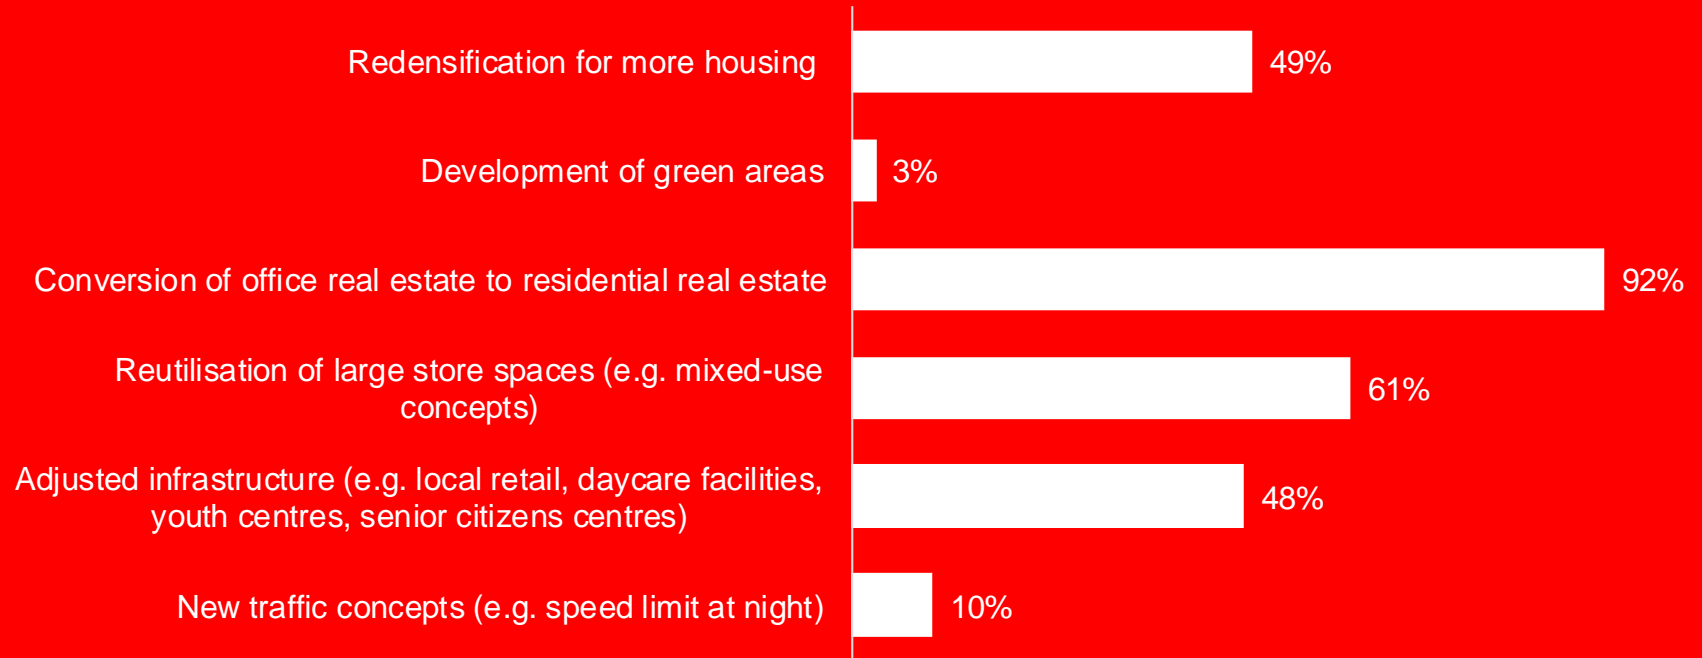 Redensification for more housing
49%
Development of green areas
3%
Conversion of office real estate to residential real estate
92%
Reutilisation of large store spaces (e.g. mixed-use
concepts)
61%
Adjusted infrastructure (e.g. local retail, daycare facilities,
youth centres, senior citizens centres)
48%
New traffic concepts (e.g. speed limit at night)
10%